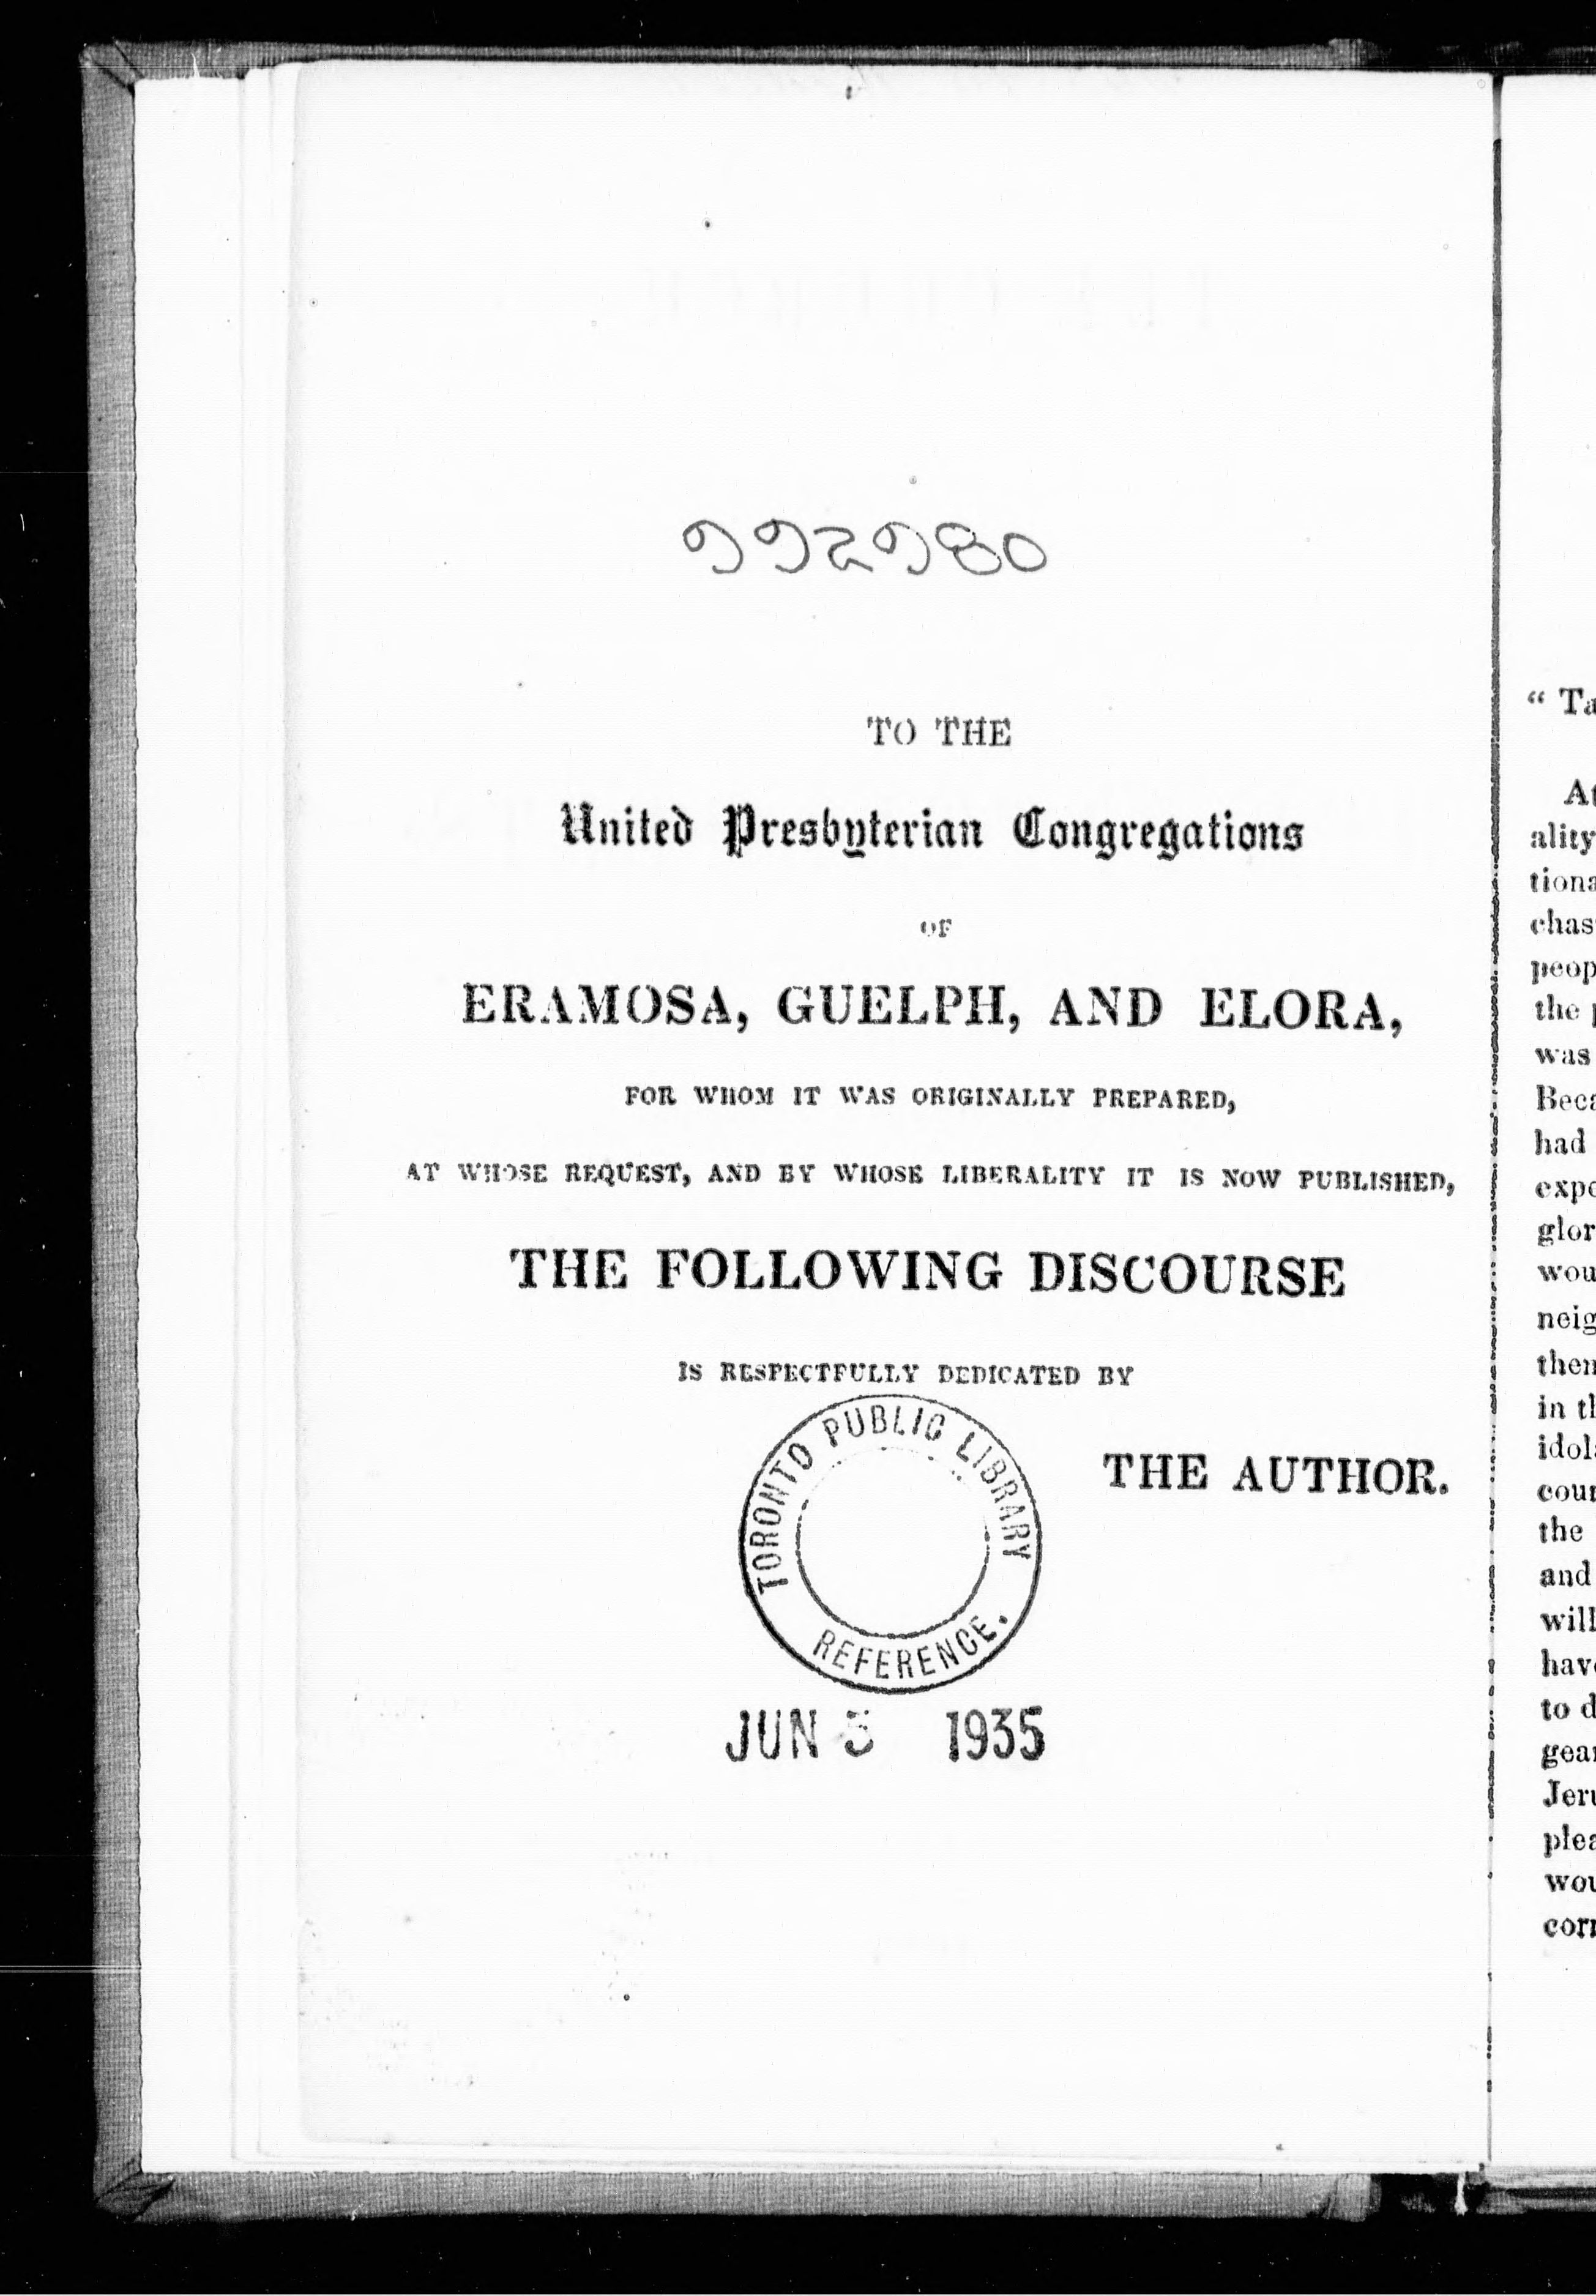 992980
TO THE
United Presbyterian Congregations
OF
ERAMOSA, GUELPH, AND ELORA,
FOR WHOM IT WAS ORIGINALLY PREPARED,
AT WHOSE REQUEST, AND BY WHOSE LIBERALITY IT IS NOW PUBLISHED,
THE FOLLOWING DISCOURSE
IS RESPECTFULLY DEDICATED BY
THE AUTHOR.
TORONTO PUBLIC LIBRARY
REFERENCE.
JUN 5 1935
“ Ta
At
ality
tiona
chas
peop
the
was
Beca
had
expo
glor
wou
neig
then
in th
idola
cour
the
and
will
have
to d
gear
Jeru
plea
wou
corr